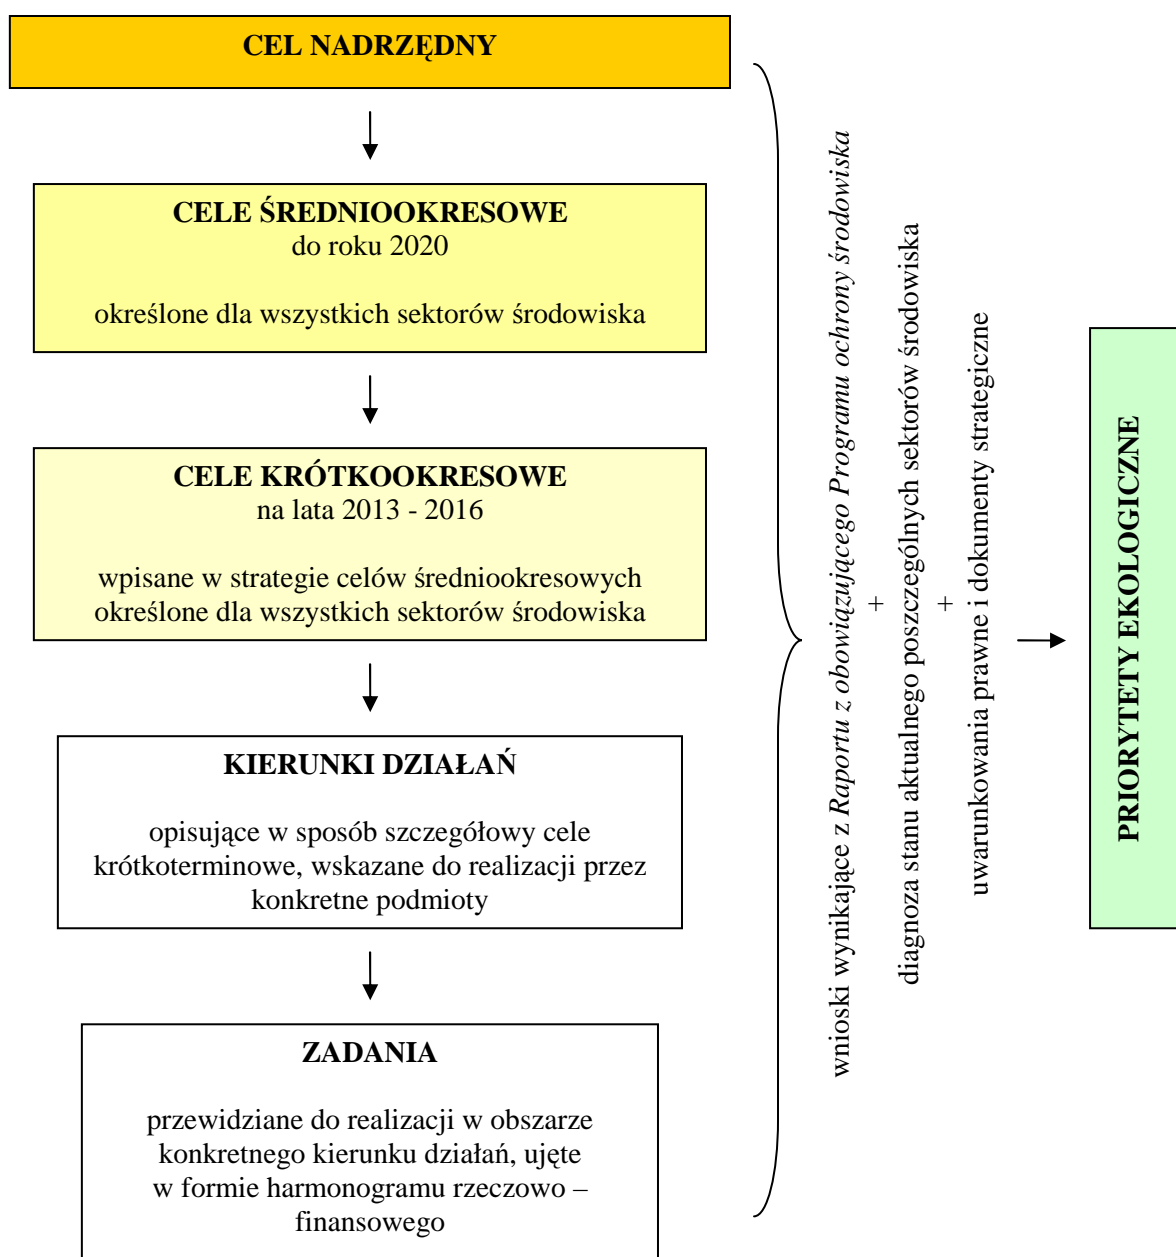 CEL NADRZĘDNY
CELE ŚREDNIOOKRESOWE
do roku 2020
określone dla wszystkich sektorów środowiska
CELE KRÓTKOOKRESOWE
na lata 2013 - 2016
wpisane w strategie celów średniookresowych
określone dla wszystkich sektorów środowiska
KIERUNKI DZIAŁAŃ
opisujące w sposób szczegółowy cele
krótkoterminowe, wskazane do realizacji przez
konkretne podmioty
ZADANIA
przewidziane do realizacji w obszarze
konkretnego kierunku działań, ujęte
w formie harmonogramu rzeczowo –
finansowego
wnioski wynikające z Raportu z obowiązującego Programu ochrony środowiska
+
diagnoza stanu aktualnego poszczególnych sektorów środowiska
+
uwarunkowania prawne i dokumenty strategiczne
PRIORYTETY EKOLOGICZNE